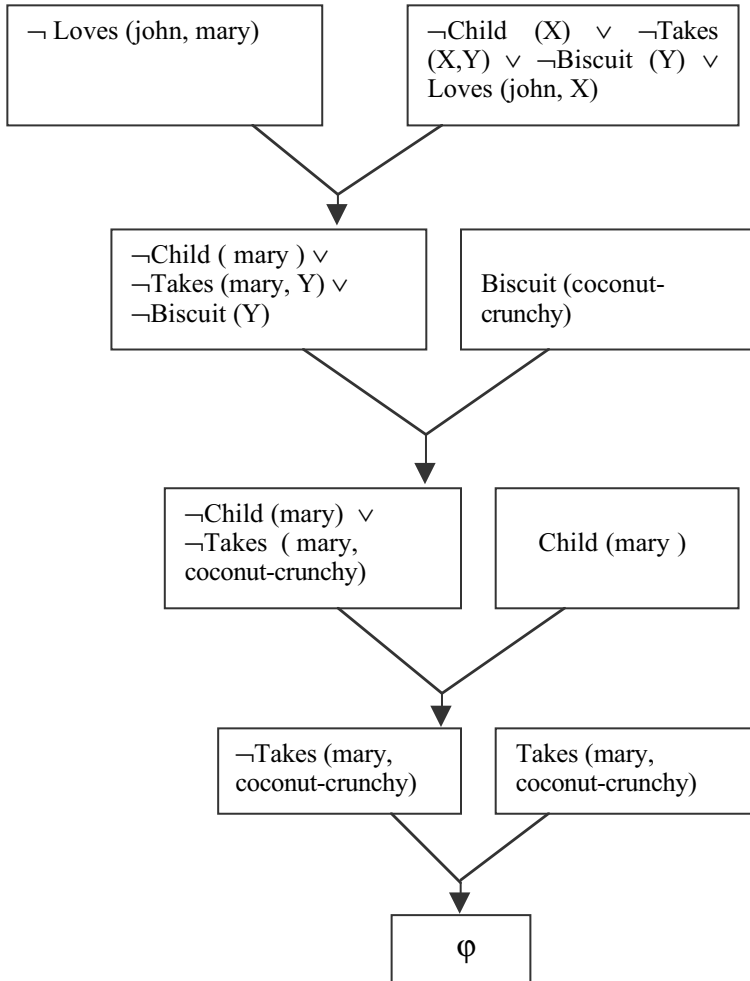 ¬ Loves (john, mary)
¬Child (X) ∨ ¬Takes
(X,Y) ∨ ¬Biscuit (Y) ∨
Loves (john, X)
¬Child ( mary ) ∨
¬Takes (mary, Y) ∨
¬Biscuit (Y)
Biscuit (coconut-
crunchy)
¬Child (mary) ∨
¬Takes ( mary,
coconut-crunchy)
Child (mary )
¬Takes (mary,
coconut-crunchy)
Takes (mary,
coconut-crunchy)
φ